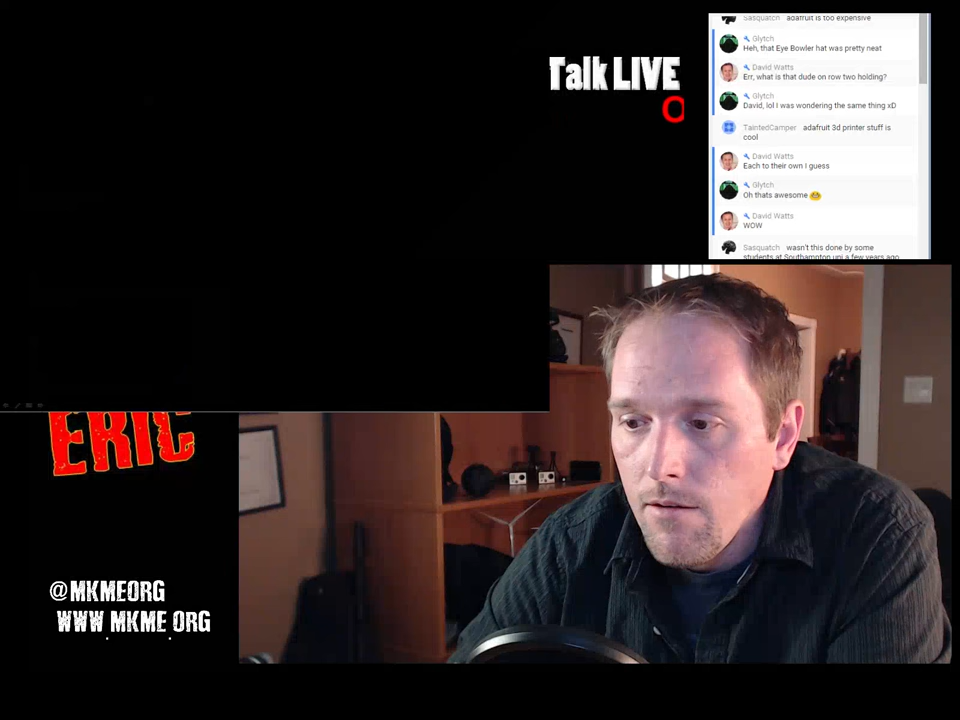 Talk LIVE
O
Sasquatch adafruit is too expensive
Glytch
Heh, that Eye Bowler hat was pretty neat
David Watts
Err, what is that dude on row two holding?
Glytch
David, lol I was wondering the same thing xD
TaintedCamper adafruit 3d printer stuff is
cool
David Watts
Each to their own I guess
Glytch
Oh thats awesome
David Watts
WOW
Sasquatch wasn't this done by some
students at Southampton uni a few years ago
ERIC
@MKMEORG
WWW.MKME.ORG